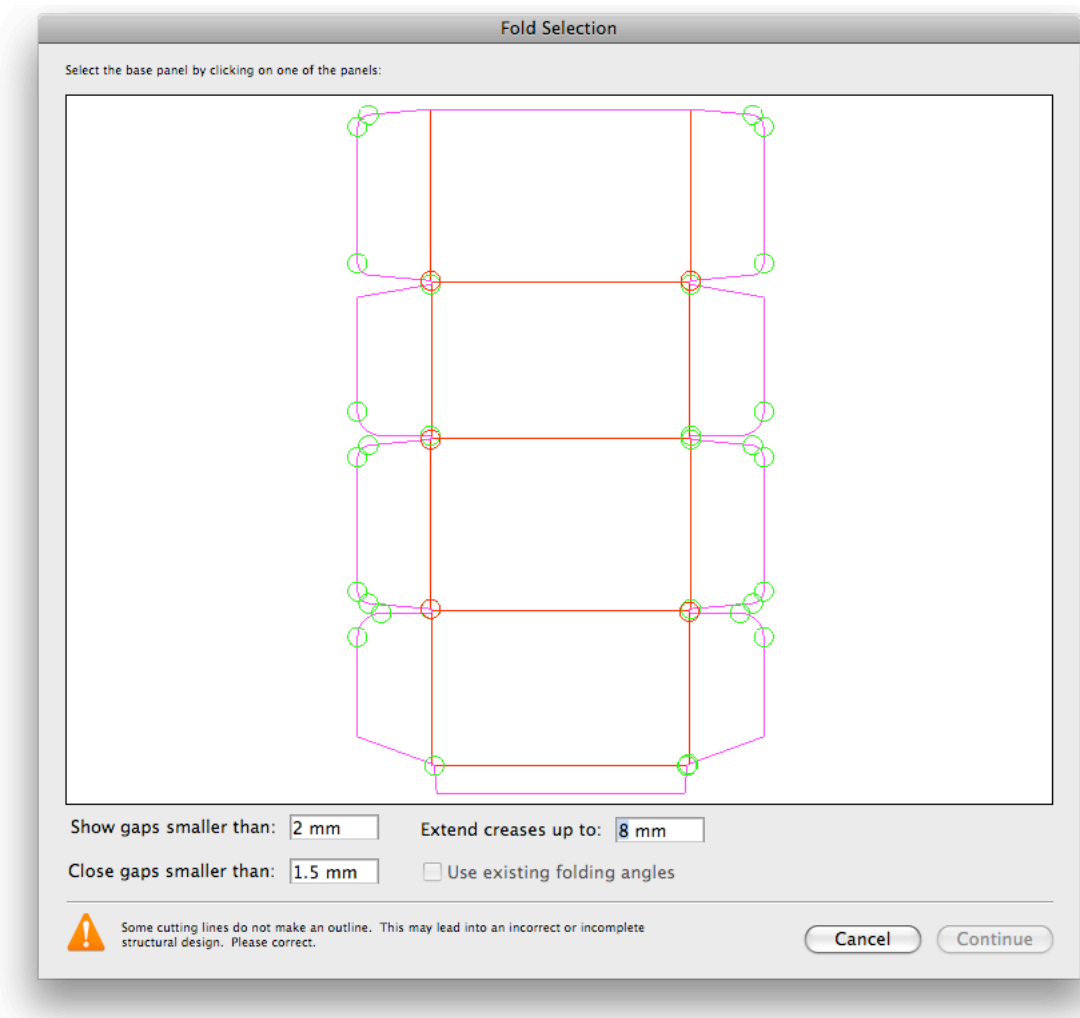 Fold Selection
Select the base panel by clicking on one of the panels:
Show gaps smaller than: 2 mm
Extend creases up to: 8 mm
Close gaps smaller than: 1.5 mm
Use existing folding angles
Some cutting lines do not make an outline. This may lead into an incorrect or incomplete
structural design. Please correct.
Cancel
Continue